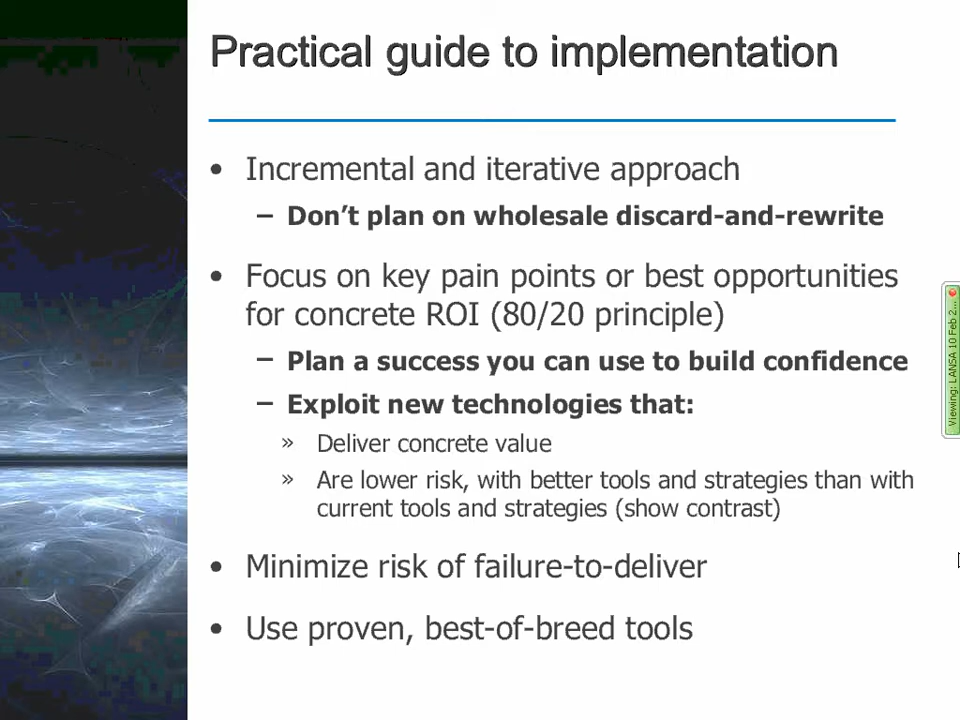 Practical guide to implementation
• Incremental and iterative approach
– Don't plan on wholesale discard-and-rewrite
• Focus on key pain points or best opportunities
for concrete ROI (80/20 principle)
– Plan a success you can use to build confidence
– Exploit new technologies that:
» Deliver concrete value
» Are lower risk, with better tools and strategies than with
current tools and strategies (show contrast)
• Minimize risk of failure-to-deliver
• Use proven, best-of-breed tools
Viewing: LANSA 10 Feb 2...